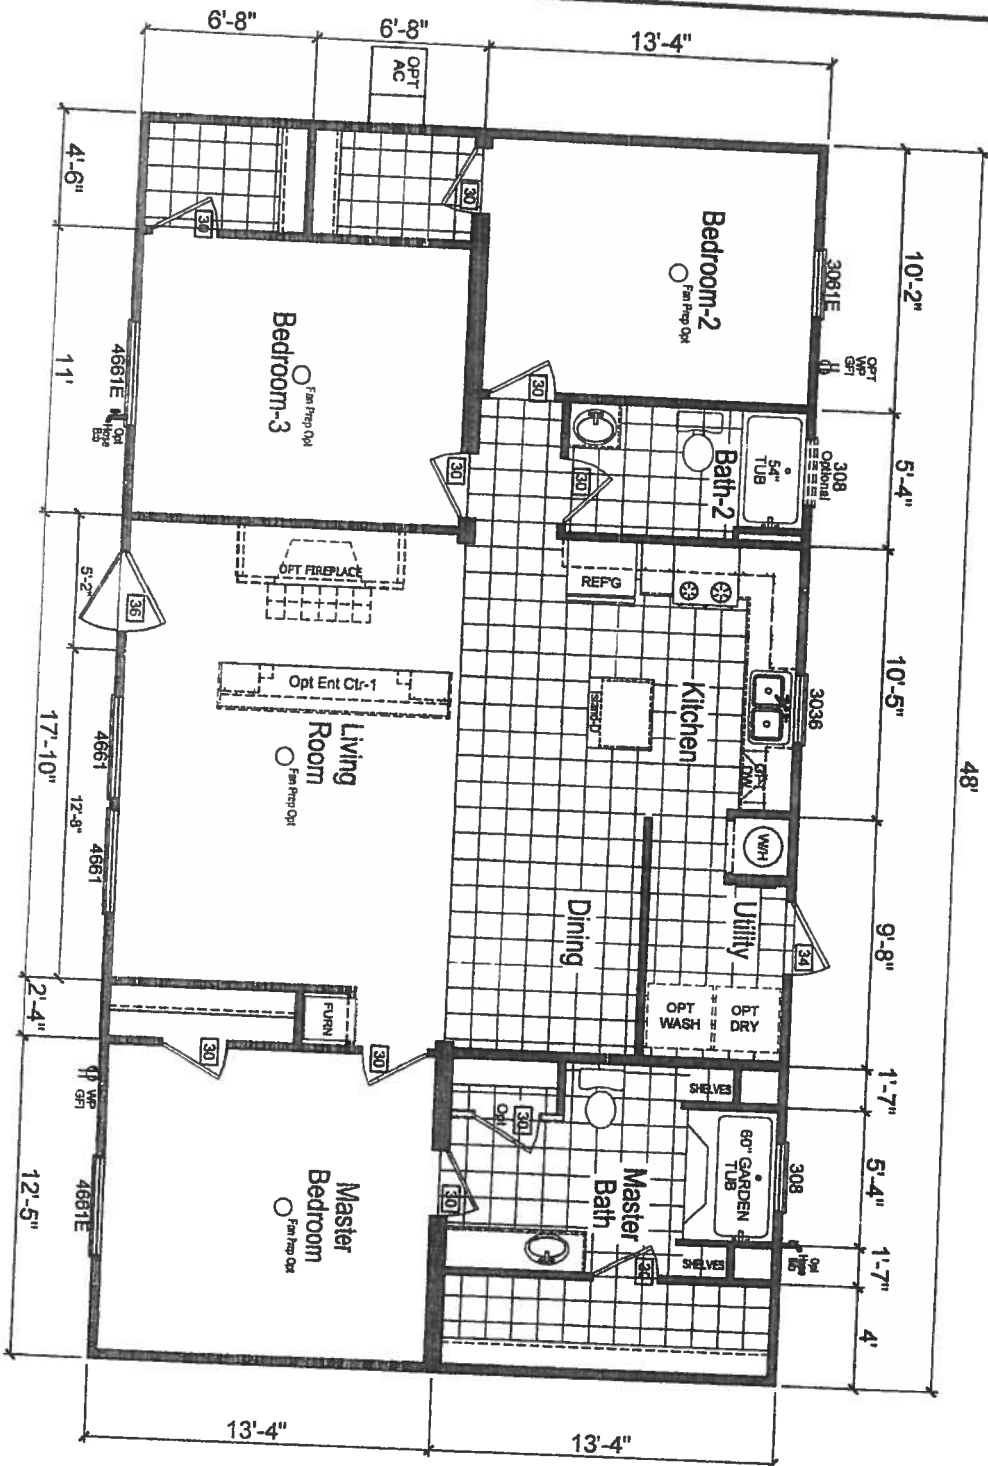 6'-8"
6'-8"
13'-4"
OPT
AC
4'-6"
11'
17'-10"
5'-2"
12'-8"
2'-4"
12'-5"
48'
10'-2"
5'-4"
10'-5"
9'-8"
1'-7"
5'-4"
1'-7"
4'
13'-4"
13'-4"
Bedroom-2
Fan Prep Opt
3061E
OPT
WP
GFI
30
30
30
Bedroom-3
Fan Prep Opt
4661E
Opt
Hose
Bib
30
Bath-2
54"
TUB
308
Optional
30
OPT FIREPLACE
REF'G
36
Opt Ent Ctr-1
Living
Room
Fan Prep Opt
4661
4661
Kitchen
Island-D
3036
OPT
DW
W/H
Utility
34
Dining
OPT
WASH
OPT
DRY
FURN
30
30
WP
GFI
Master
Bedroom
Fan Prep Opt
4661E
SHELVES
Opt
30
30
Master
Bath
60" GARDEN
TUB
308
SHELVES
30
Opt
Hose
Bib